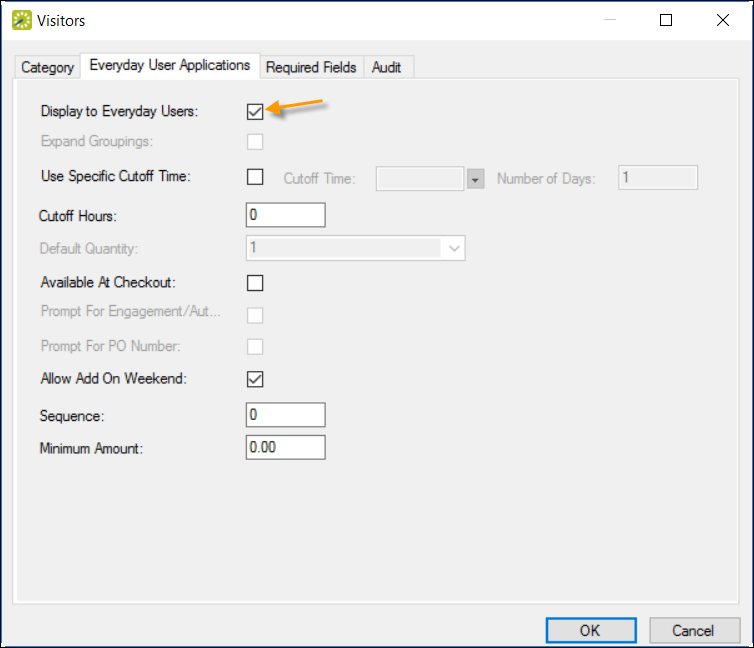 Visitors
Category Everyday User Applications Required Fields Audit
Display to Everyday Users:
Expand Groupings:
Use Specific Cutoff Time: Cutoff Time: Number of Days: 1
Cutoff Hours: 0
Default Quantity: 1
Available At Checkout:
Prompt For Engagement/Aut...
Prompt For PO Number:
Allow Add On Weekend:
Sequence: 0
Minimum Amount: 0.00
OK Cancel